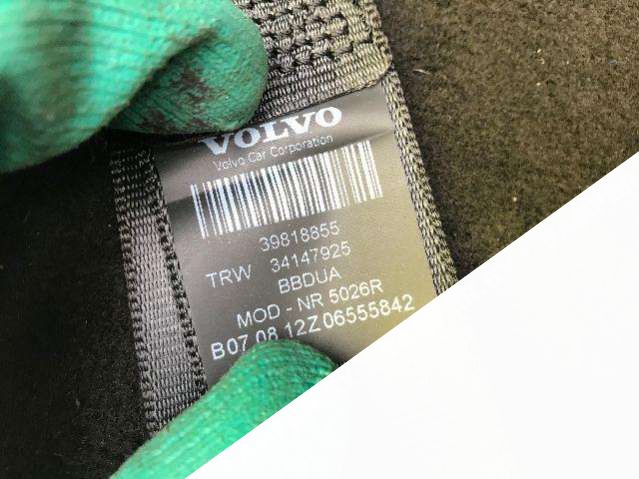 VOLVO
Volvo Car Corporation
39818855
TRW 34147925
BBDUA
MOD - NR 5026R
B07 08 12Z06555842